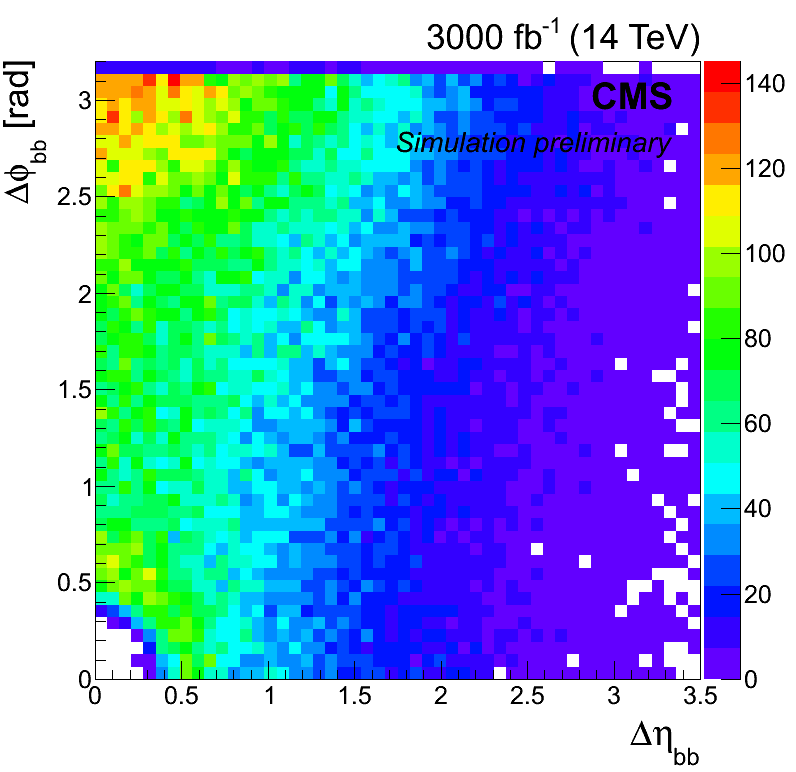 3000 fb-1 (14 TeV)
CMS
Simulation preliminary
Δϕbb [rad]
3
2.5
2
1.5
1
0.5
0
0 0.5 1 1.5 2 2.5 3 3.5
Δηbb
140
120
100
80
60
40
20
0